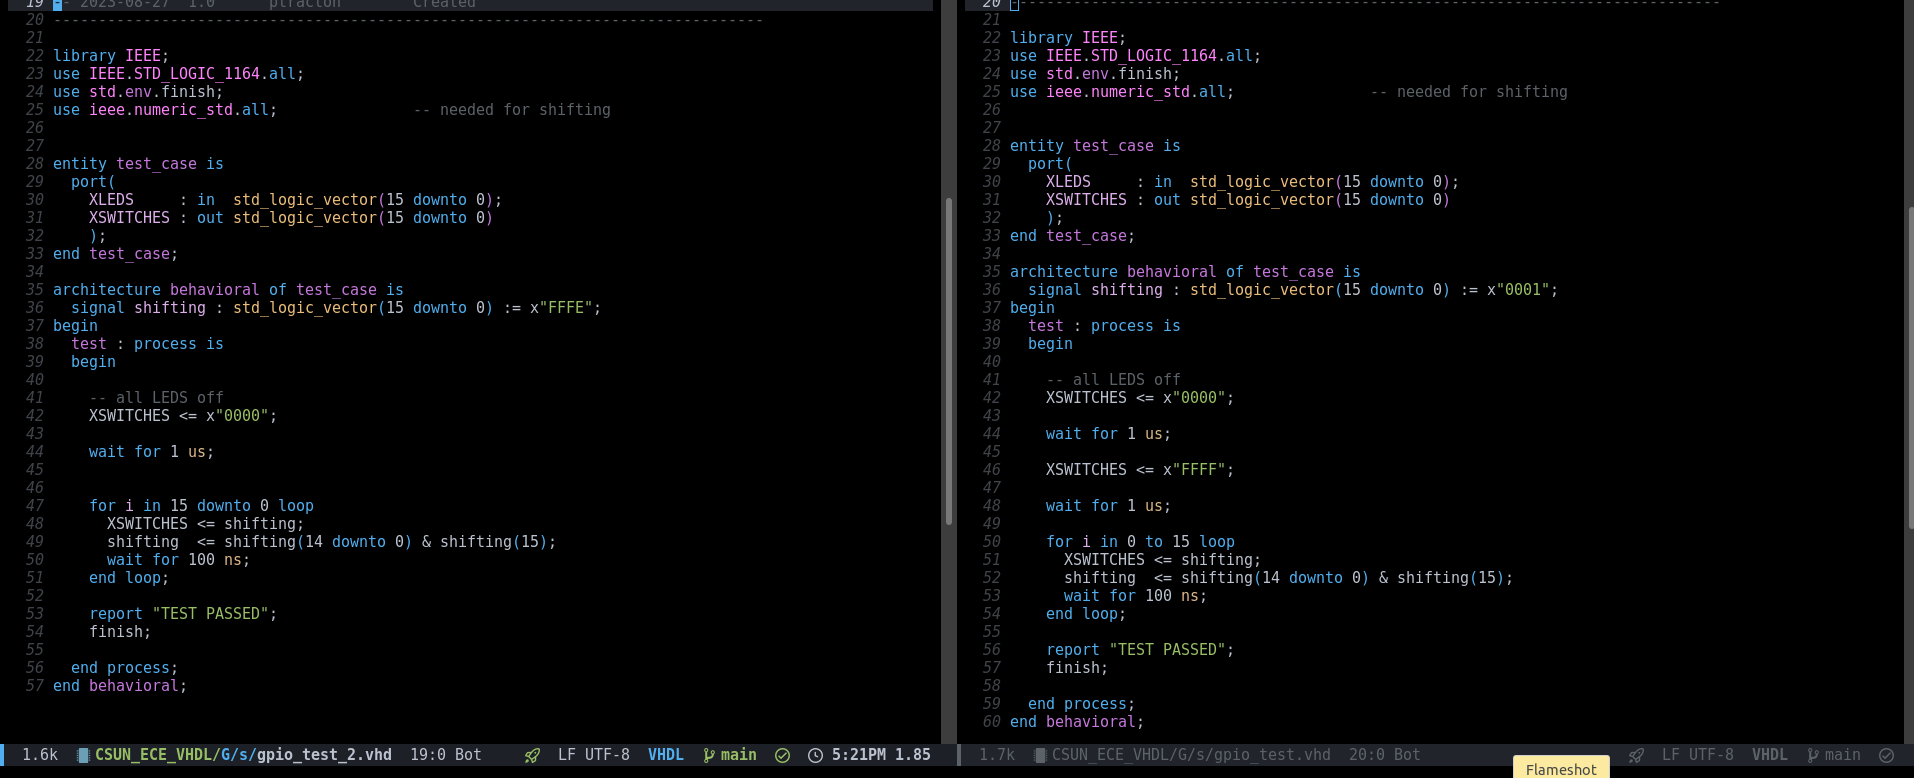 19 -- 2023-08-27  1.0      ptracton        Created
20 -------------------------------------------------------------------------------
21
22 library IEEE;
23 use IEEE.STD_LOGIC_1164.all;
24 use std.env.finish;
25 use ieee.numeric_std.all;               -- needed for shifting
26
27
28 entity test_case is
29   port(
30     XLEDS     : in  std_logic_vector(15 downto 0);
31     XSWITCHES : out std_logic_vector(15 downto 0)
32     );
33 end test_case;
34
35 architecture behavioral of test_case is
36   signal shifting : std_logic_vector(15 downto 0) := x"FFFE";
37 begin
38   test : process is
39   begin
40
41     -- all LEDS off
42     XSWITCHES <= x"0000";
43
44     wait for 1 us;
45
46
47     for i in 15 downto 0 loop
48       XSWITCHES <= shifting;
49       shifting  <= shifting(14 downto 0) & shifting(15);
50       wait for 100 ns;
51     end loop;
52
53     report "TEST PASSED";
54     finish;
55
56   end process;
57 end behavioral;
1.6k CSUN_ECE_VHDL/G/s/gpio_test_2.vhd 19:0 Bot LF UTF-8 VHDL main 5:21PM 1.85
20 -------------------------------------------------------------------------------
21
22 library IEEE;
23 use IEEE.STD_LOGIC_1164.all;
24 use std.env.finish;
25 use ieee.numeric_std.all;               -- needed for shifting
26
27
28 entity test_case is
29   port(
30     XLEDS     : in  std_logic_vector(15 downto 0);
31     XSWITCHES : out std_logic_vector(15 downto 0)
32     );
33 end test_case;
34
35 architecture behavioral of test_case is
36   signal shifting : std_logic_vector(15 downto 0) := x"0001";
37 begin
38   test : process is
39   begin
40
41     -- all LEDS off
42     XSWITCHES <= x"0000";
43
44     wait for 1 us;
45
46     XSWITCHES <= x"FFFF";
47
48     wait for 1 us;
49
50     for i in 0 to 15 loop
51       XSWITCHES <= shifting;
52       shifting  <= shifting(14 downto 0) & shifting(15);
53       wait for 100 ns;
54     end loop;
55
56     report "TEST PASSED";
57     finish;
58
59   end process;
60 end behavioral;
1.7k CSUN_ECE_VHDL/G/s/gpio_test.vhd 20:0 Bot LF UTF-8 VHDL main
Flameshot